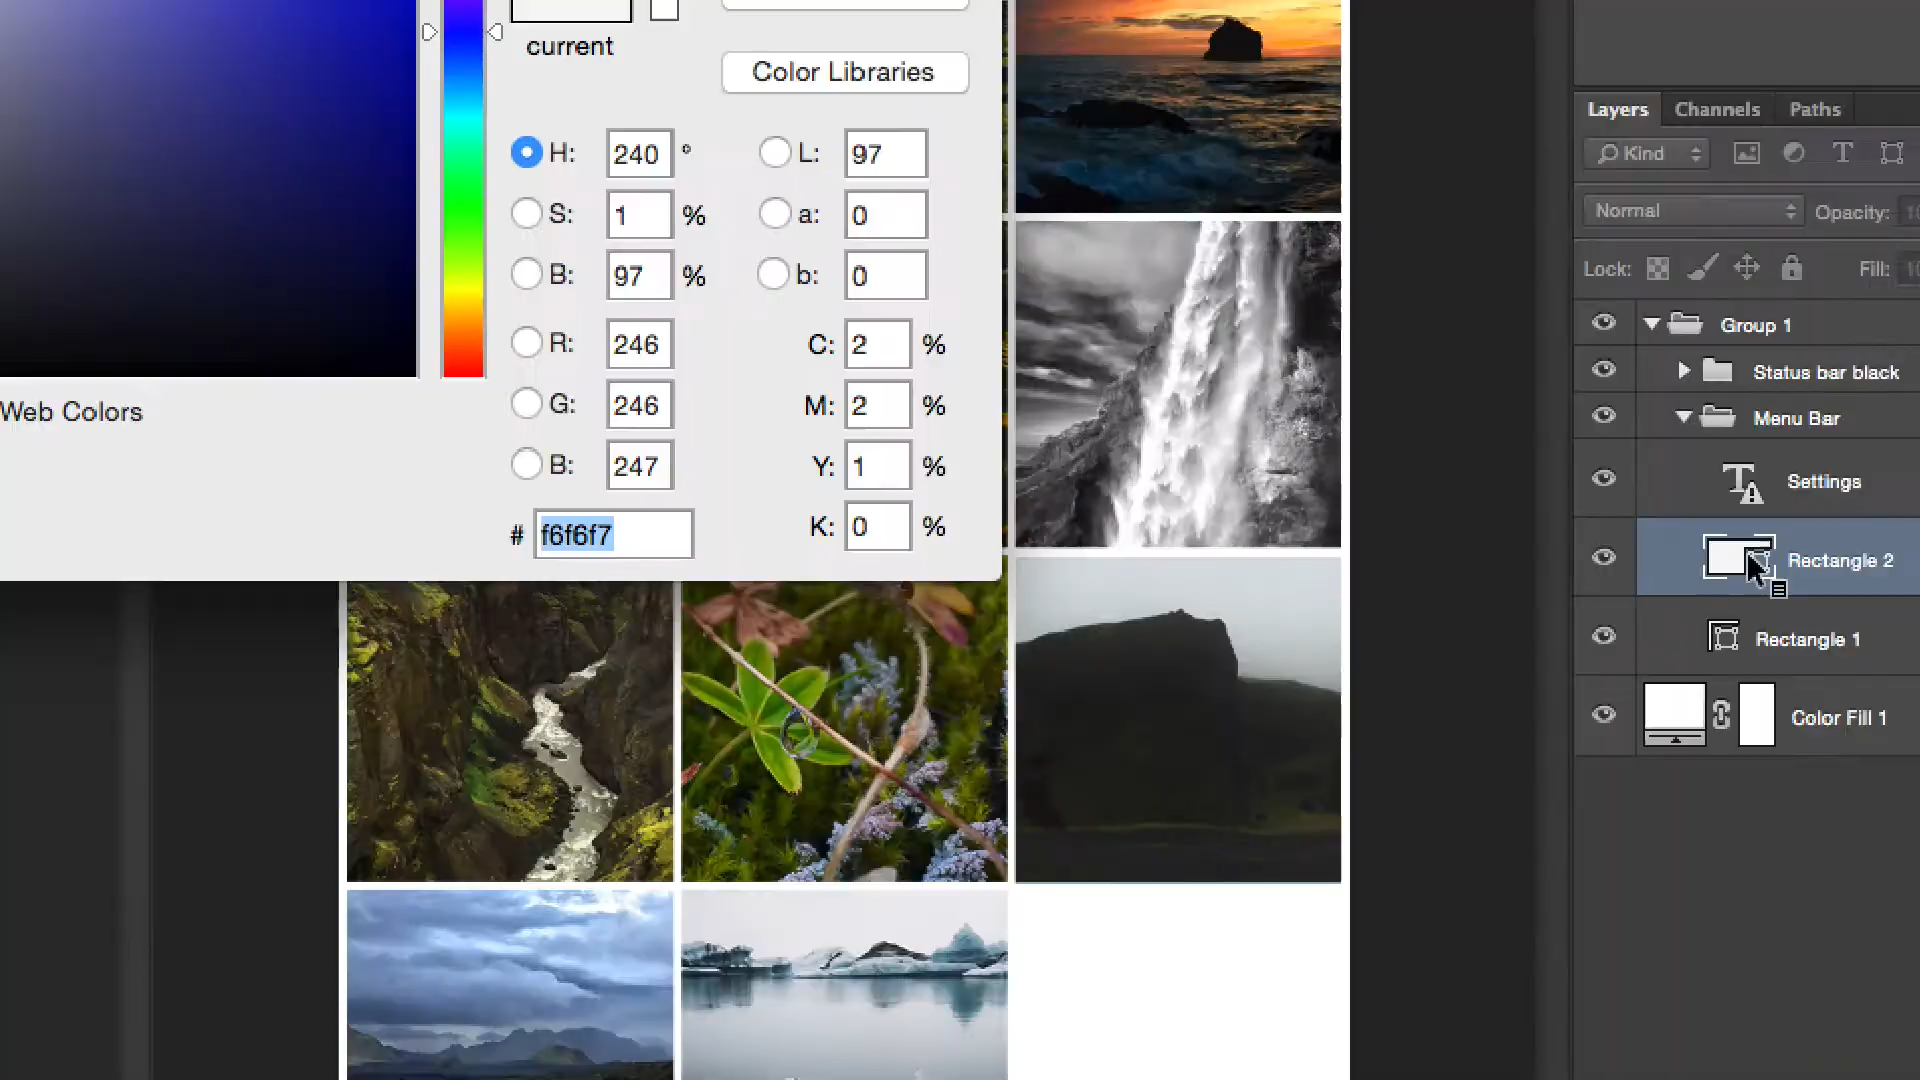 current
Color Libraries
H: 240 °
S: 1 %
B: 97 %
R: 246
G: 246
B: 247
# f6f6f7
L: 97
a: 0
b: 0
C: 2 %
M: 2 %
Y: 1 %
K: 0 %
Web Colors
Layers Channels Paths
Kind
Normal Opacity:
Lock: Fill:
Group 1
Status bar black
Menu Bar
Settings
Rectangle 2
Rectangle 1
Color Fill 1